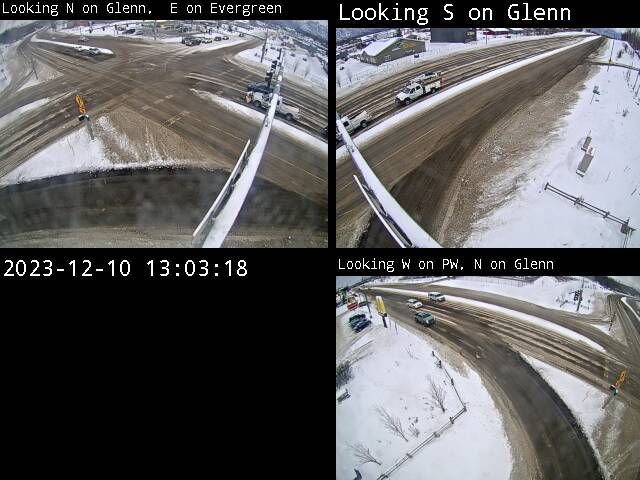 Looking N on Glenn, E on Evergreen
Looking S on Glenn
2023-12-10 13:03:18
Looking W on PW, N on Glenn